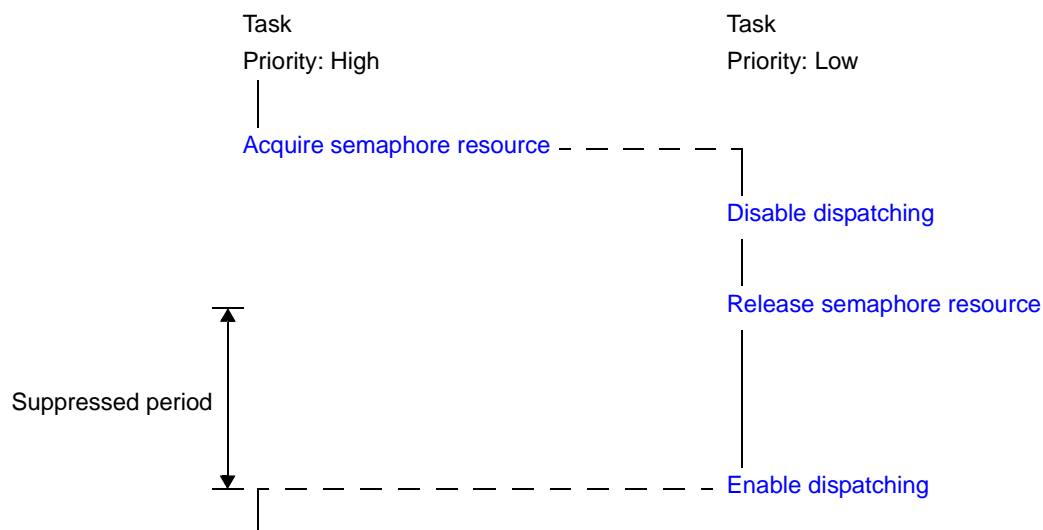 Task
Priority: High
Task
Priority: Low
Acquire semaphore resource
Disable dispatching
Release semaphore resource
Suppressed period
Enable dispatching